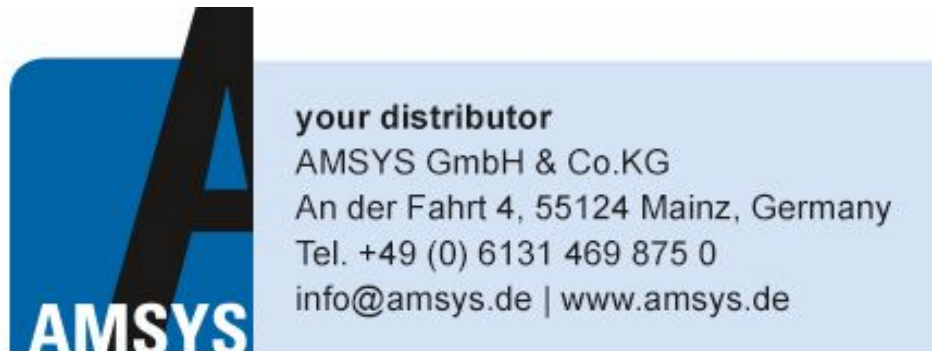 your distributor
AMSYS GmbH & Co.KG
An der Fahrt 4, 55124 Mainz, Germany
Tel. +49 (0) 6131 469 875 0
info@amsys.de | www.amsys.de
AMSYS